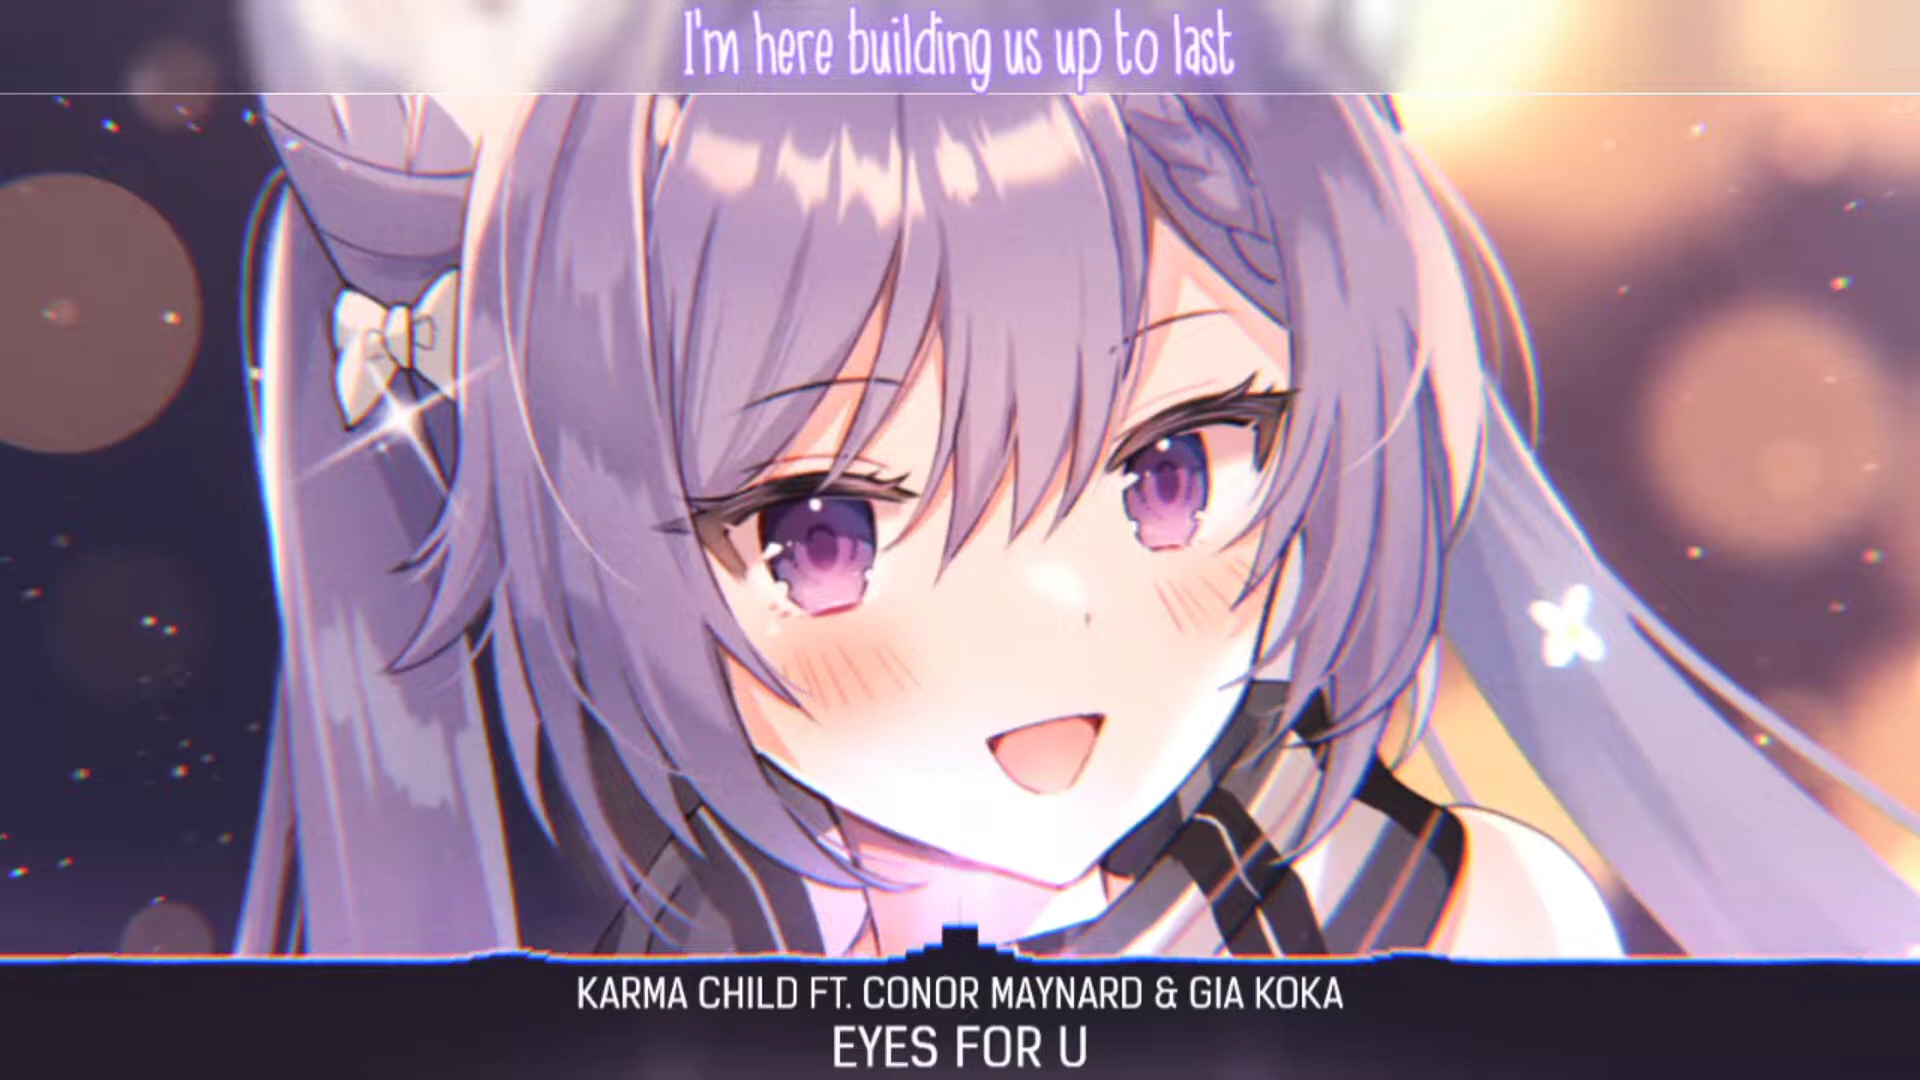 I'm here building us up to last
KARMA CHILD FT. CONOR MAYNARD & GIA KOKA
EYES FOR U